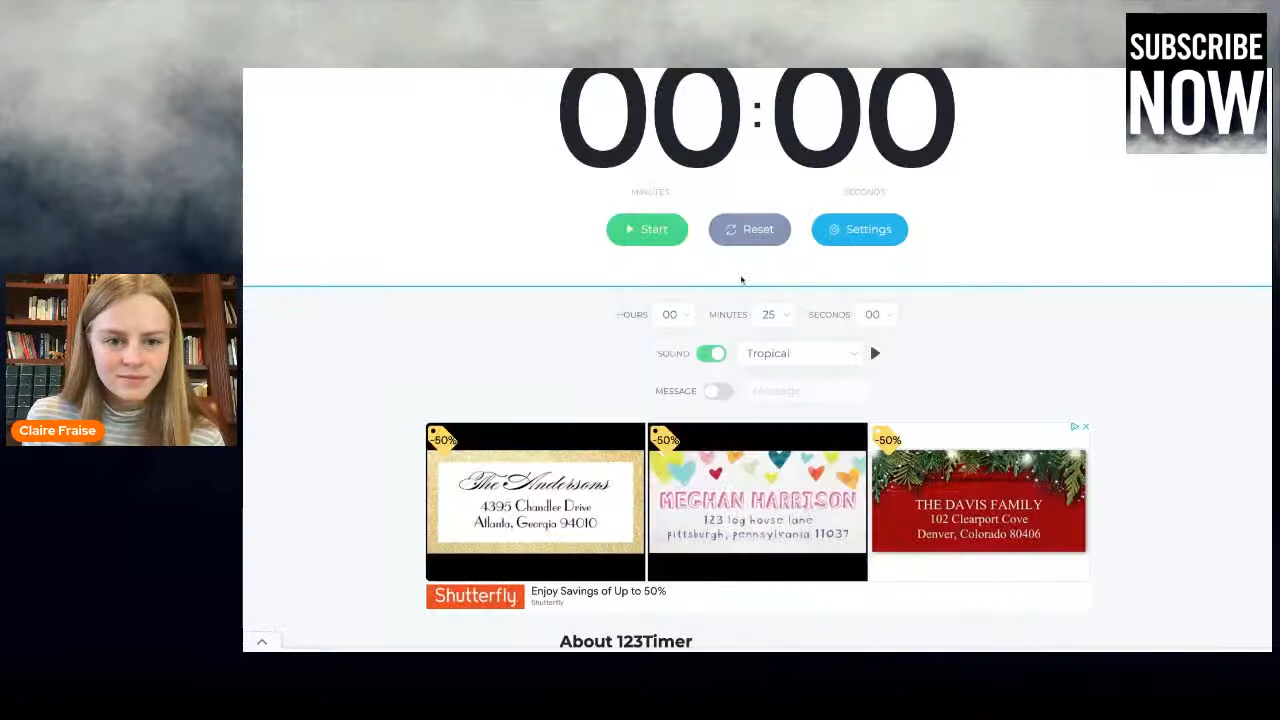 SUBSCRIBE
NOW
00:00
MINUTES
SECONDS
Start
Reset
Settings
HOURS 00 MINUTES 25 SECONDS 00
SOUND Tropical
MESSAGE Message
Claire Fraise
-50%
-50%
-50%
The Andersons
4395 Chandler Drive
Atlanta, Georgia 94010
MEGHAN HARRISON
123 log house lane
pittsburgh, pennsylvania 11037
THE DAVIS FAMILY
102 Clearport Cove
Denver, Colorado 80406
Shutterfly
Enjoy Savings of Up to 50%
Shutterfly
About 123Timer